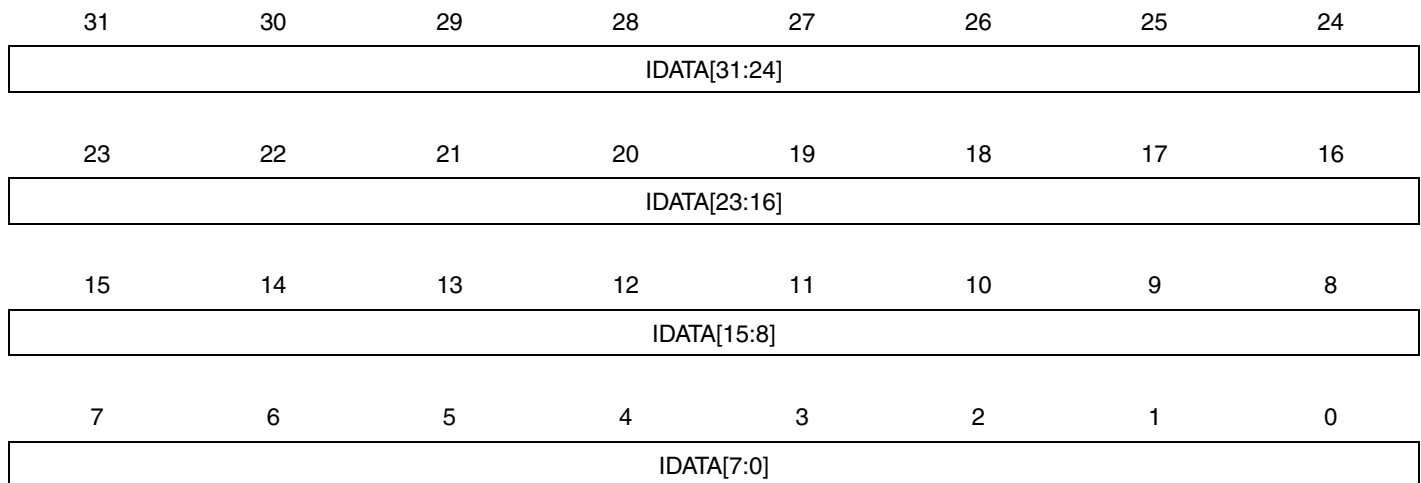 31 30 29 28 27 26 25 24
IDATA[31:24]
23 22 21 20 19 18 17 16
IDATA[23:16]
15 14 13 12 11 10 9 8
IDATA[15:8]
7 6 5 4 3 2 1 0
IDATA[7:0]